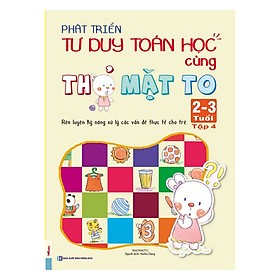 PHÁT TRIỂN
TƯ DUY TOÁN HỌC
cùng
THỎ MẶT TO
2-3
Tuổi
Tập 4
Rèn luyện kỹ năng xử lý các vấn đề thực tế cho trẻ
3
?